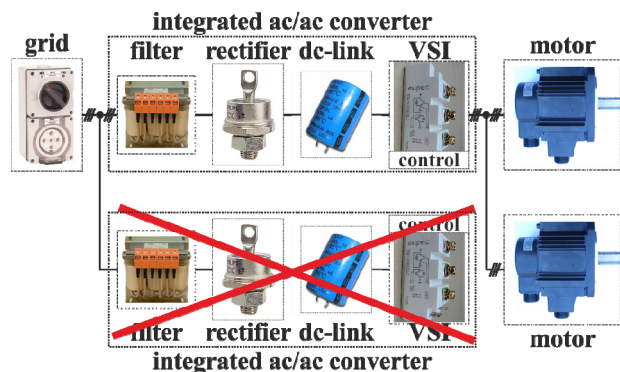 integrated ac/ac converter
grid filter rectifier dc-link VSI motor
control
control
filter rectifier dc-link VSI motor
integrated ac/ac converter